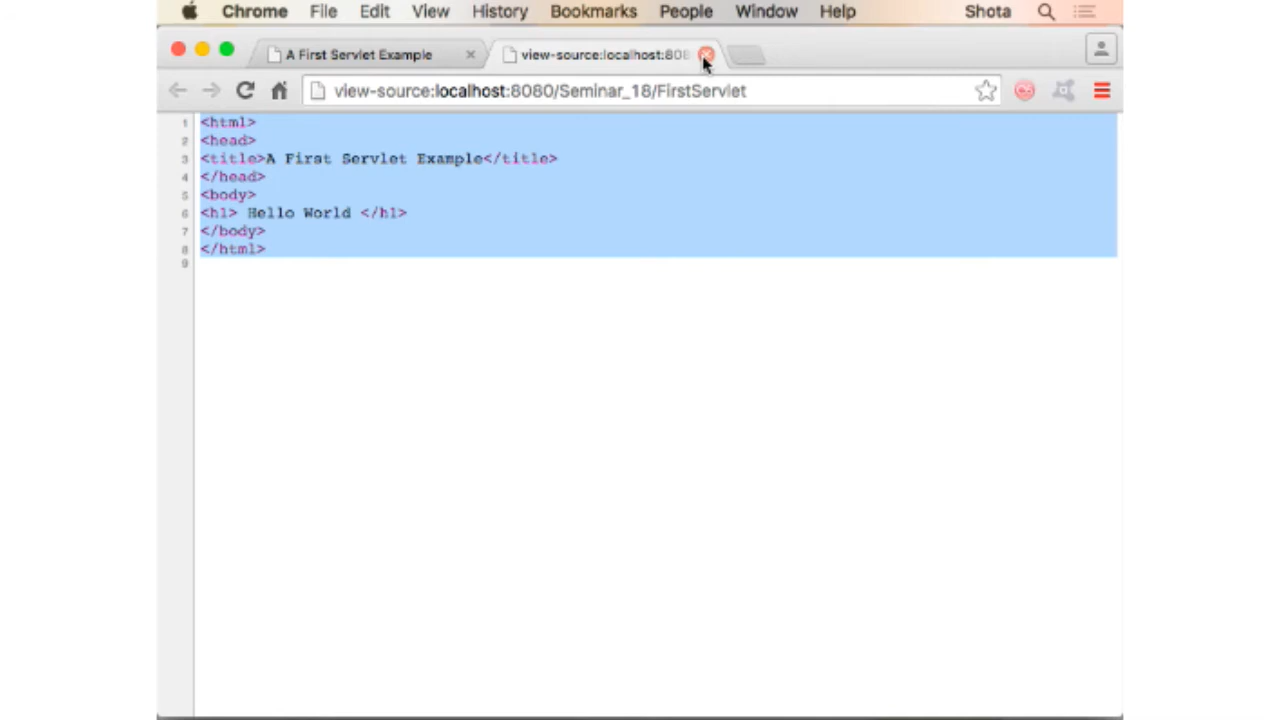 Chrome File Edit View History Bookmarks People Window Help Shota
A First Servlet Example view-source:localhost:808
view-source:localhost:8080/Seminar_18/FirstServlet
1 <html>
2 <head>
3 <title>A First Servlet Example</title>
4 </head>
5 <body>
6 <h1> Hello World </h1>
7 </body>
8 </html>
9